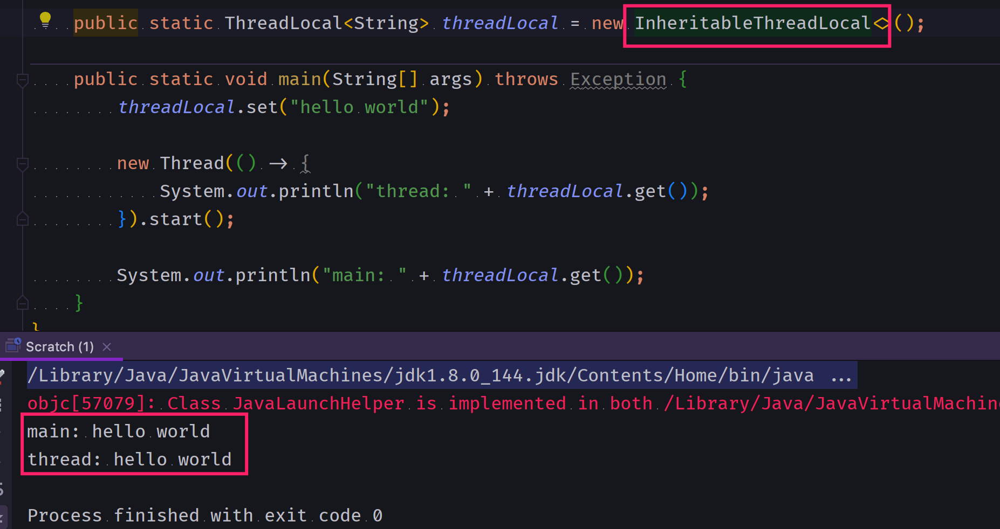 public static ThreadLocal<String> threadLocal = new InheritableThreadLocal<>();
public static void main(String[] args) throws Exception {
threadLocal.set("hello world");
new Thread(() → {
System.out.println("thread: " + threadLocal.get());
}).start();
System.out.println("main: " + threadLocal.get());
}
}
Scratch (1)
/Library/Java/JavaVirtualMachines/jdk1.8.0_144.jdk/Contents/Home/bin/java ...
objc[57079]: Class JavaLaunchHelper is implemented in both /Library/Java/JavaVirtualMachin
main: hello world
thread: hello world
Process finished with exit code 0